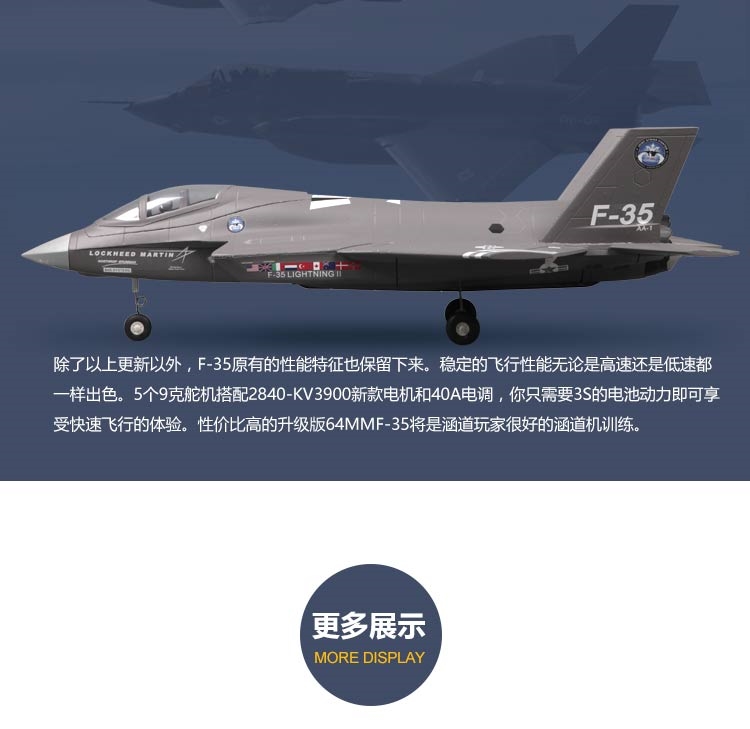 F-35
AA-1
LOCKHEED MARTIN
NORTHROP GRUMMAN
BAE SYSTEMS
F-35 LIGHTNING II
除了以上更新以外，F-35原有的性能特征也保留下来。稳定的飞行性能无论是高速还是低速都
一样出色。5个9克舵机搭配2840-KV3900新款电机和40A电调，你只需要3S的电池动力即可享
受快速飞行的体验。性价比高的升级版64MMF-35将是涵道玩家很好的涵道机训练。
更多展示
MORE DISPLAY